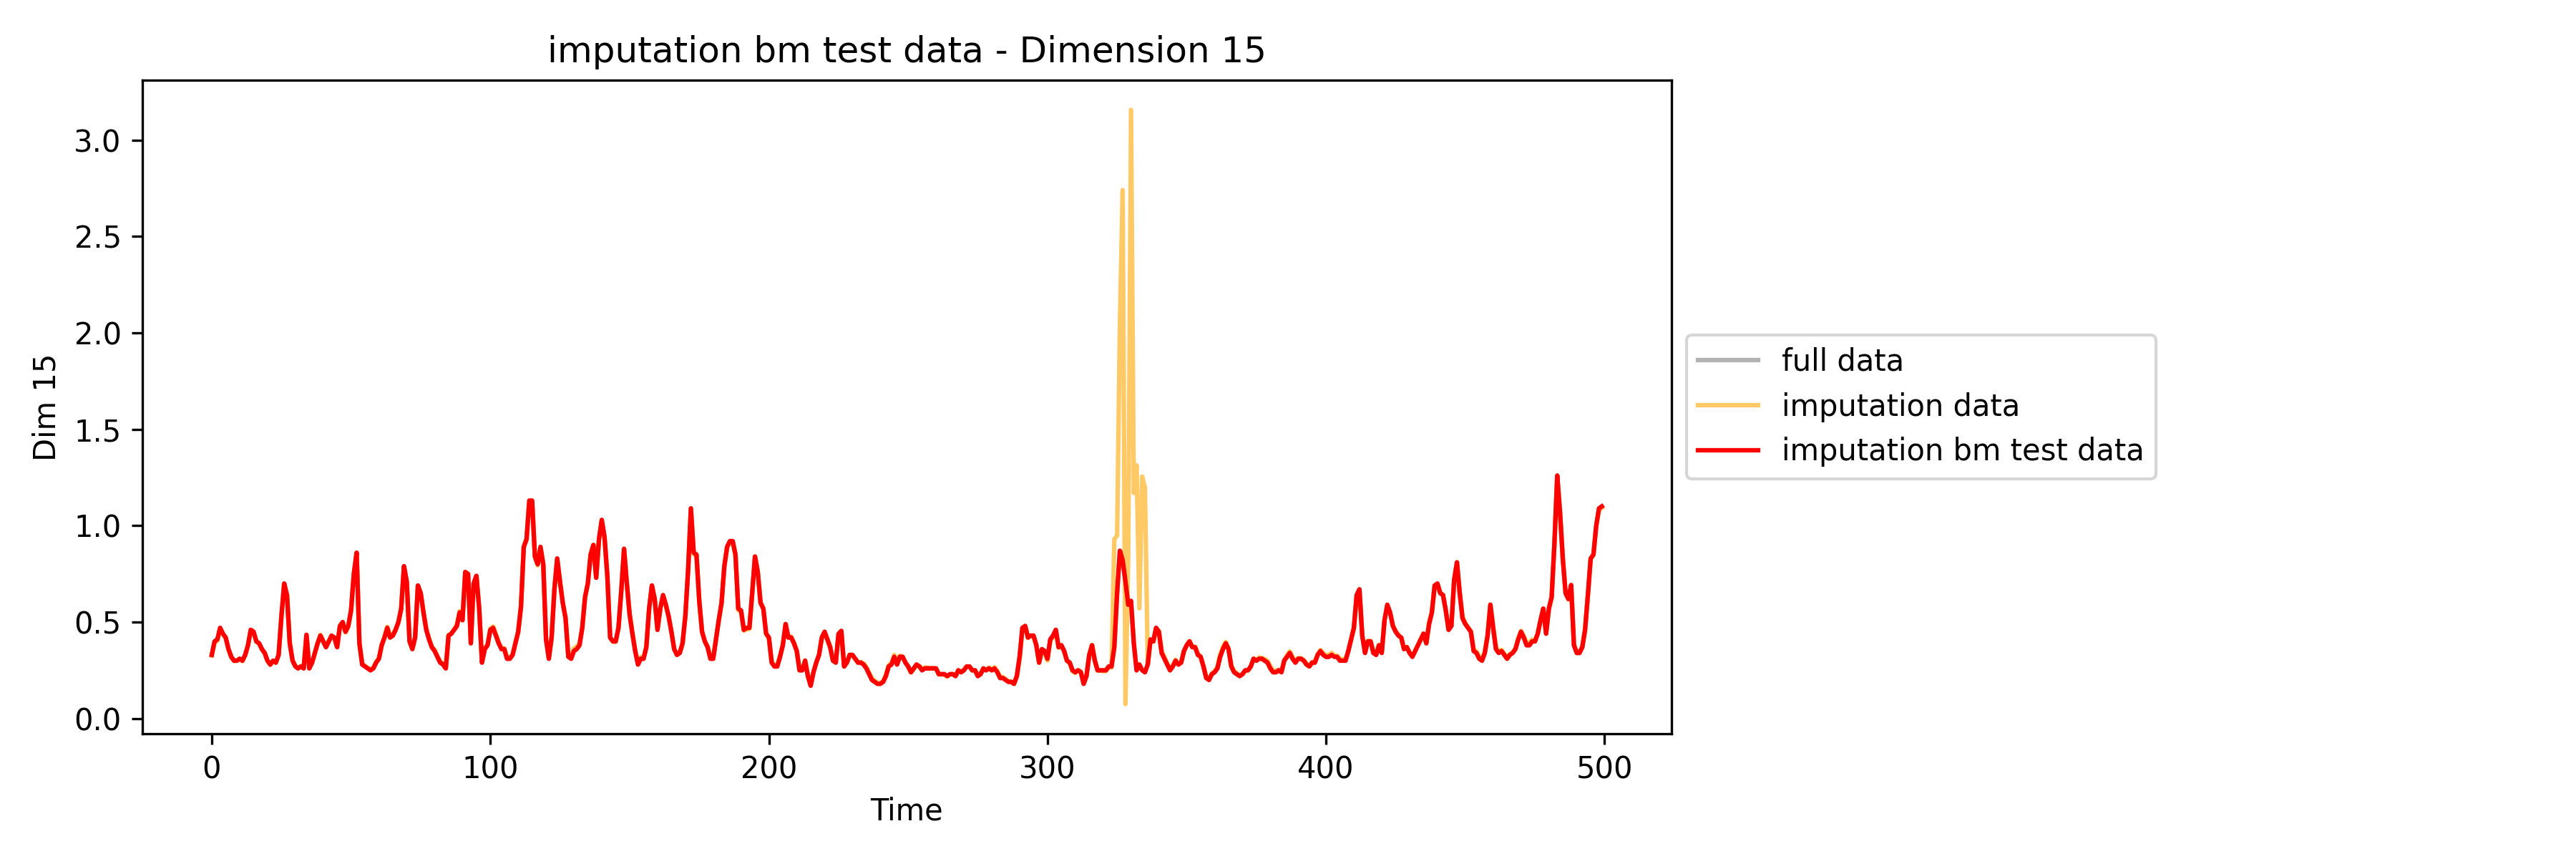 imputation bm test data - Dimension 15
3.0
2.5
2.0
1.5
1.0
0.5
0.0
Dim 15
0 100 200 300 400 500
Time
full data
imputation data
imputation bm test data